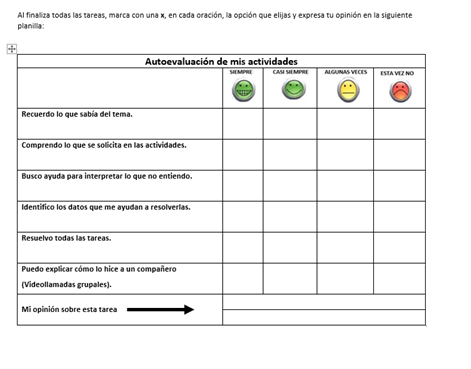 Al finaliza todas las tareas, marca con una x, en cada oración, la opción que elijas y expresa tu opinión en la siguiente
planilla:
Autoevaluación de mis actividades
SIEMPRE CASI SIEMPRE ALGUNAS VECES ESTA VEZ NO
Recuerdo lo que sabía del tema.
Comprendo lo que se solicita en las actividades.
Busco ayuda para interpretar lo que no entiendo.
Identifico los datos que me ayudan a resolverlas.
Resuelvo todas las tareas.
Puedo explicar cómo lo hice a un compañero
(Videollamadas grupales).
Mi opinión sobre esta tarea